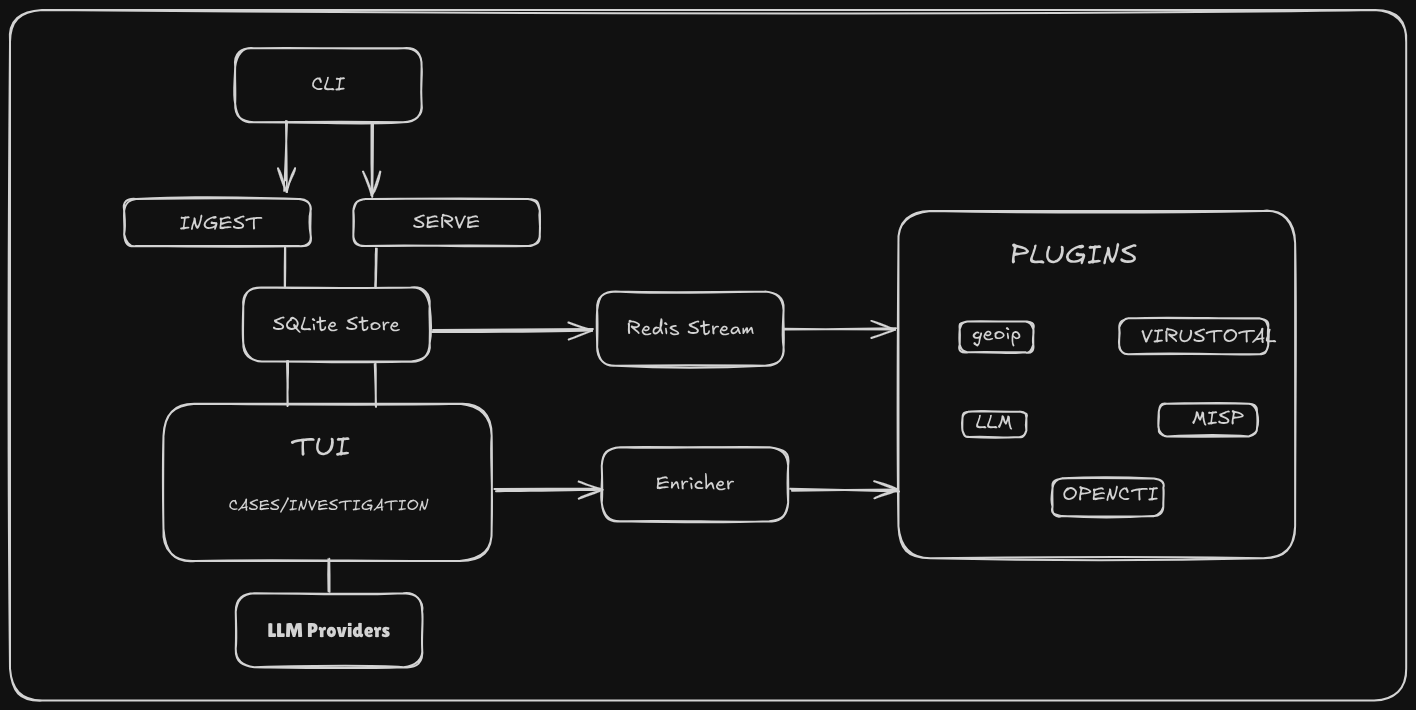 CLI
INGEST
SERVE
SQLite Store
Redis Stream
PLUGINS
geoip
VIRUSTOTAL
LLM
MISP
OPENCTI
TUI
CASES/INVESTIGATION
Enricher
LLM Providers